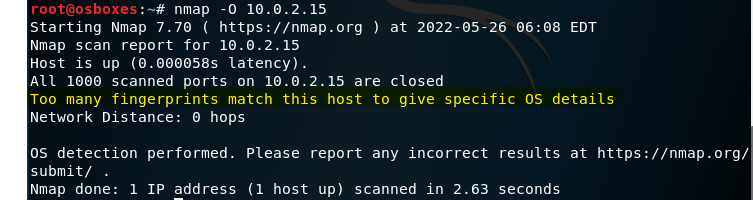 root@osboxes:~# nmap -O 10.0.2.15
Starting Nmap 7.70 ( https://nmap.org ) at 2022-05-26 06:08 EDT
Nmap scan report for 10.0.2.15
Host is up (0.000058s latency).
All 1000 scanned ports on 10.0.2.15 are closed
Too many fingerprints match this host to give specific OS details
Network Distance: 0 hops
OS detection performed. Please report any incorrect results at https://nmap.org/
submit/ .
Nmap done: 1 IP address (1 host up) scanned in 2.63 seconds